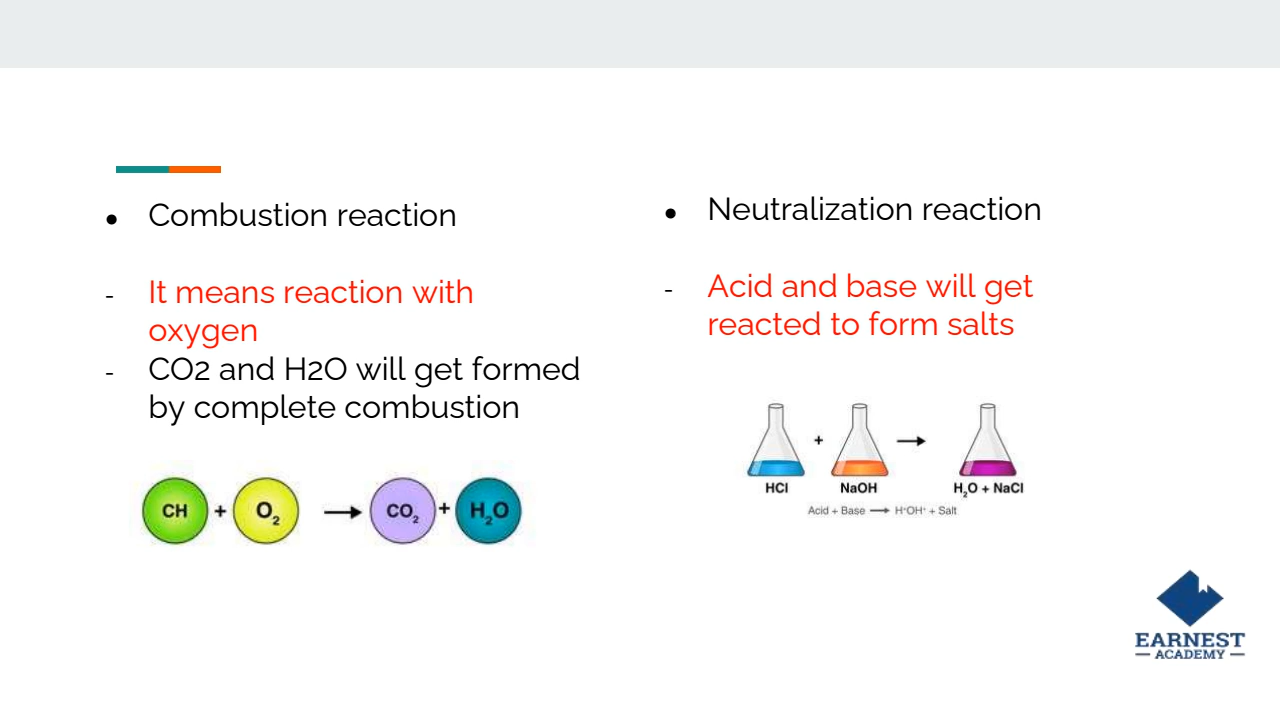 ● Combustion reaction
- It means reaction with
oxygen
- CO2 and H2O will get formed
by complete combustion
CH + O₂ → CO₂ + H₂O
● Neutralization reaction
- Acid and base will get
reacted to form salts
+ →
HCl NaOH H₂O + NaCl
Acid + Base → H⁺OH⁺ + Salt
EARNEST
ACADEMY